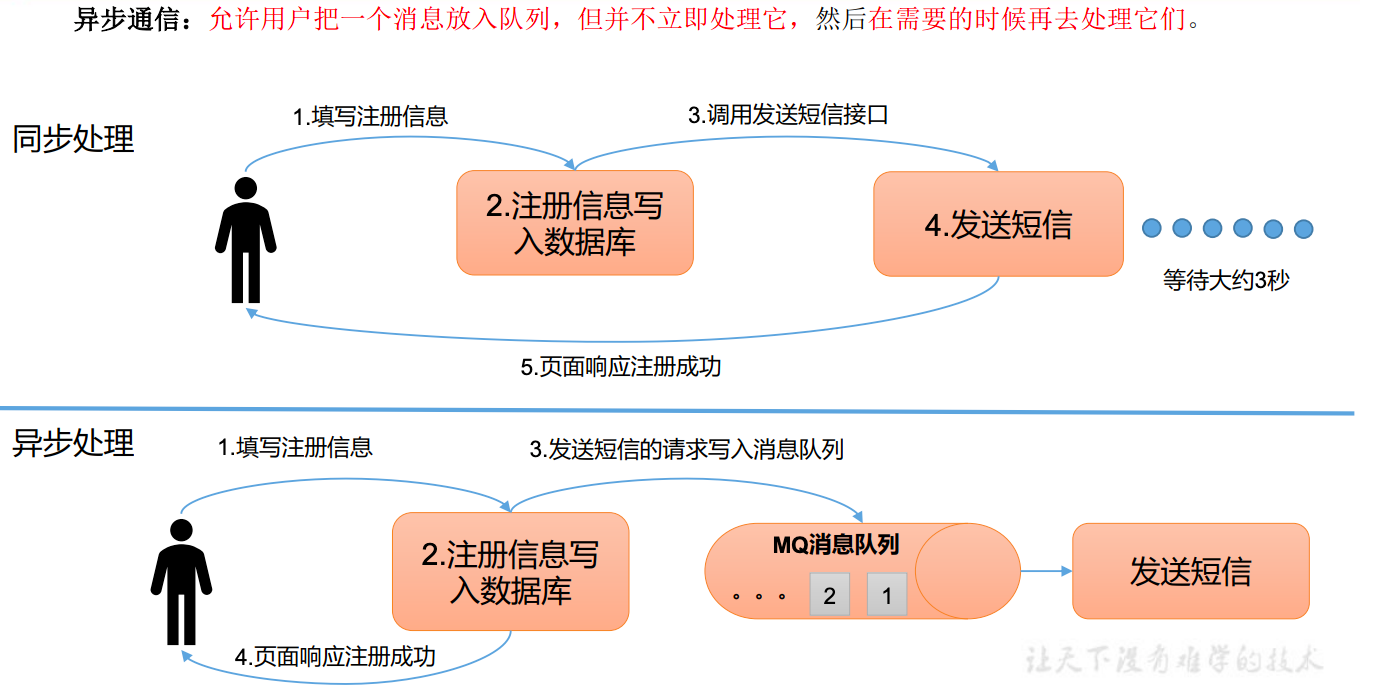 异步通信：允许用户把一个消息放入队列，但并不立即处理它，然后在需要的时候再去处理它们。
同步处理
1.填写注册信息
3.调用发送短信接口
2.注册信息写
入数据库
4.发送短信
等待大约3秒
5.页面响应注册成功
异步处理
1.填写注册信息
3.发送短信的请求写入消息队列
2.注册信息写
入数据库
MQ消息队列
。。。 2 1
发送短信
4.页面响应注册成功
让天下没有难学的技术